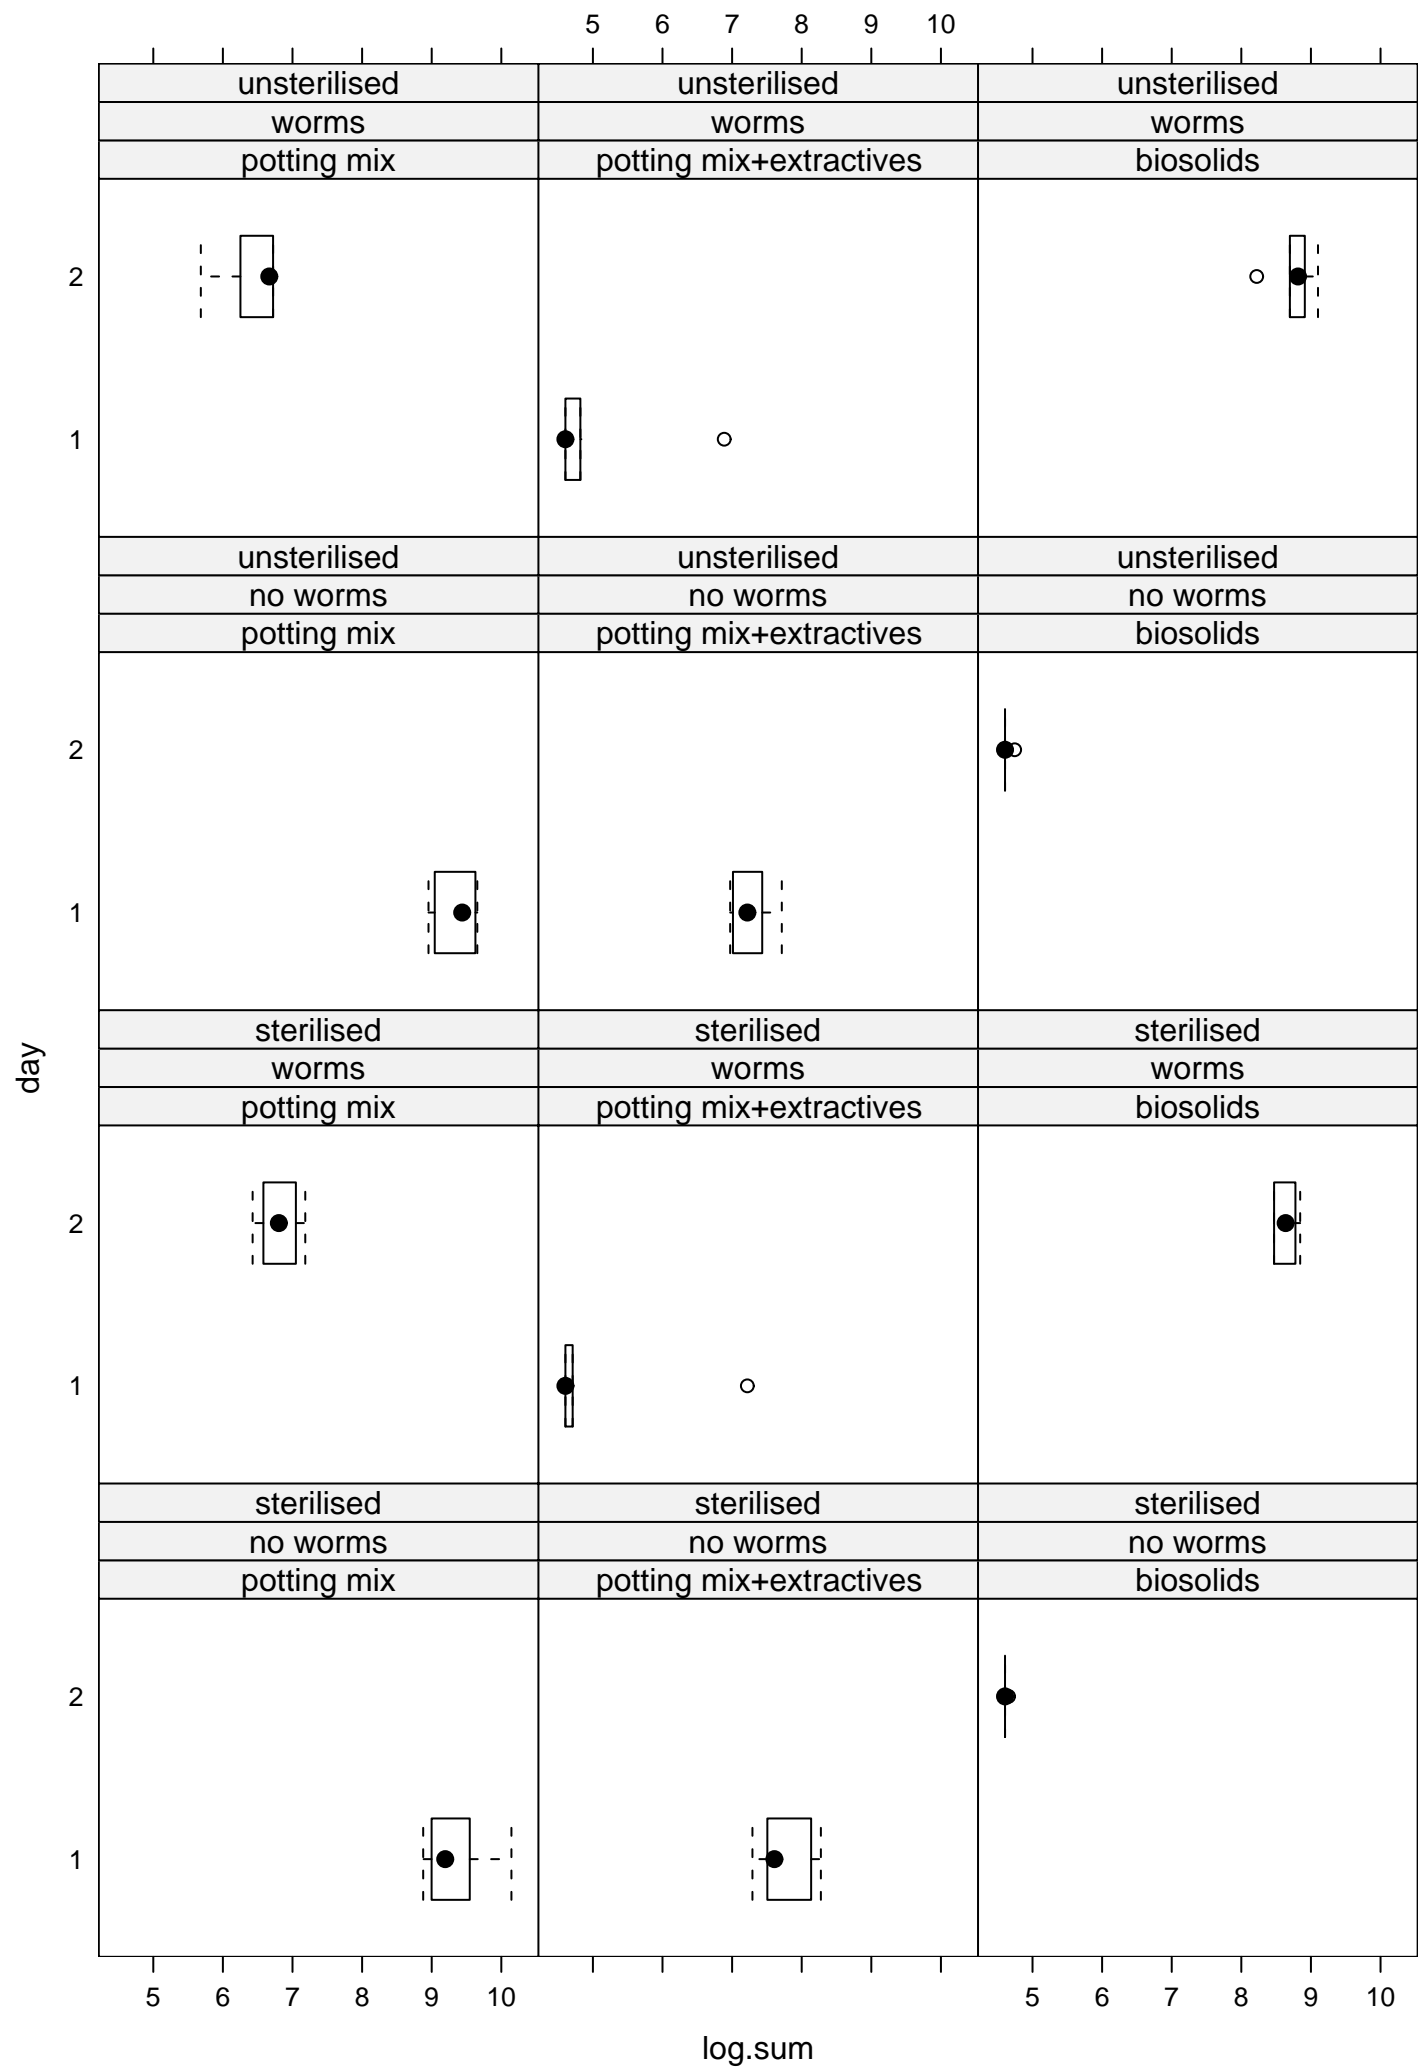 5 6 7 8 9 10
unsterilised unsterilised unsterilised
worms worms worms
potting mix potting mix+extractives biosolids
2
1
unsterilised unsterilised unsterilised
no worms no worms no worms
potting mix potting mix+extractives biosolids
2
1
sterilised sterilised sterilised
worms worms worms
potting mix potting mix+extractives biosolids
2
1
sterilised sterilised sterilised
no worms no worms no worms
potting mix potting mix+extractives biosolids
2
1
day
5 6 7 8 9 10 5 6 7 8 9 10
log.sum